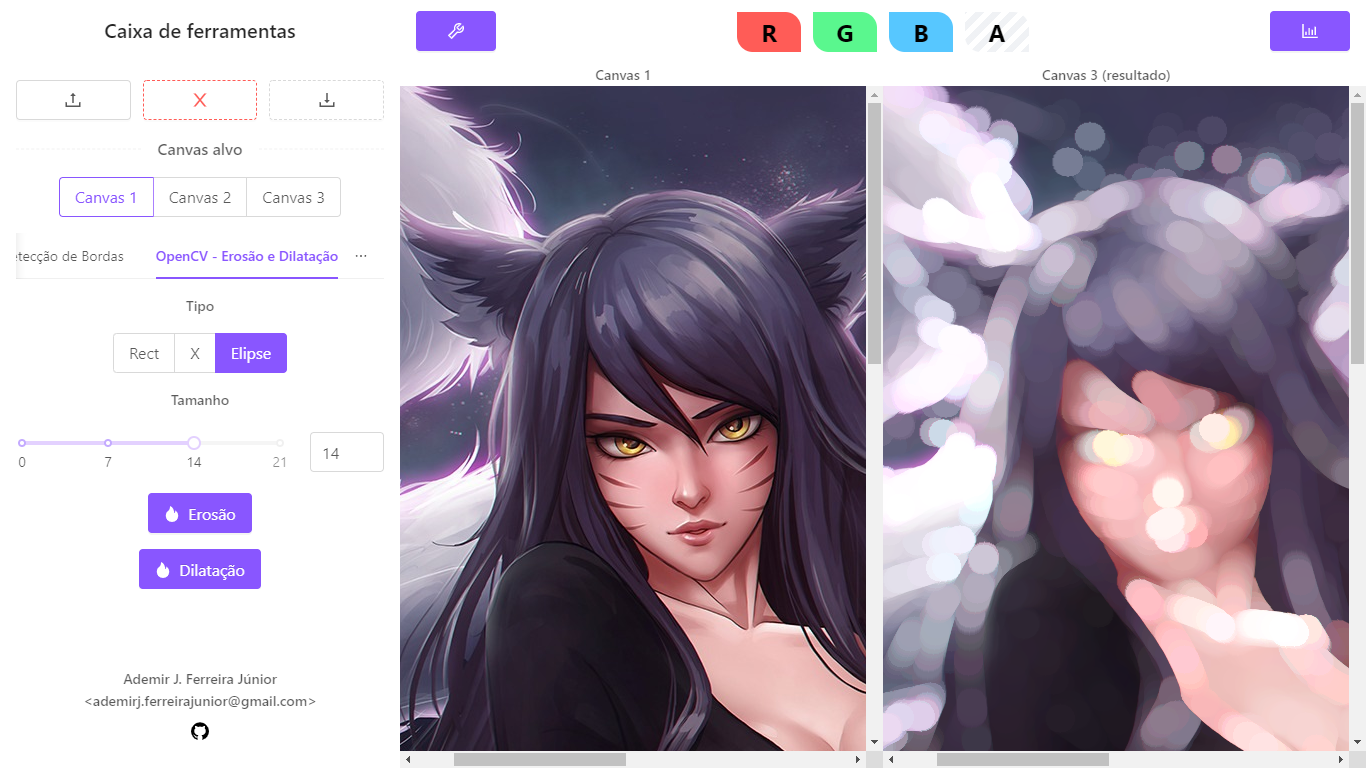 Caixa de ferramentas
R
G
B
A
Canvas 1
Canvas 3 (resultado)
Canvas alvo
Canvas 1
Canvas 2
Canvas 3
etecção de Bordas
OpenCV - Erosão e Dilatação
...
Tipo
Rect
X
Elipse
Tamanho
0
7
14
21
14
Erosão
Dilatação
Ademir J. Ferreira Júnior
<ademirj.ferreirajunior@gmail.com>